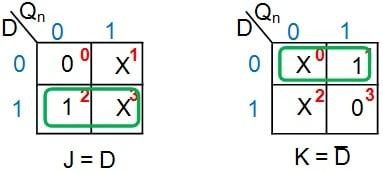 Qn Qn
D 0 1 D 0 1
0 0 0 X 1 0 X 0 1 1
1 1 2 X 3 1 X 2 0 3
J = D K = D̅